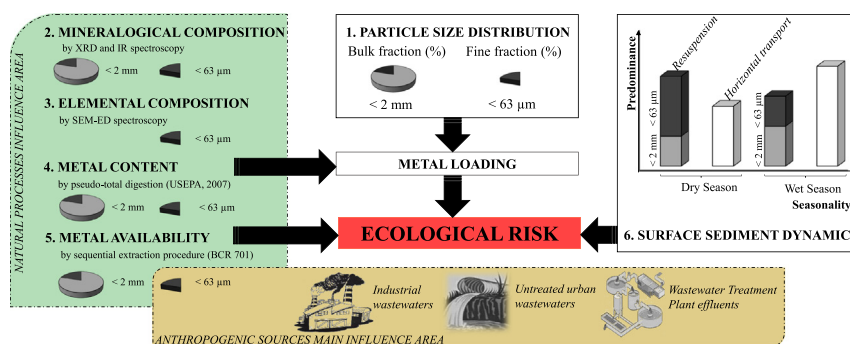 NATURAL PROCESSES INFLUENCE AREA
2. MINERALOGICAL COMPOSITION
by XRD and IR spectroscopy
< 2 mm
< 63 µm
3. ELEMENTAL COMPOSITION
by SEM-ED spectroscopy
< 63 µm
4. METAL CONTENT
by pseudo-total digestion (USEPA, 2007)
< 2 mm
< 63 µm
5. METAL AVAILABILITY
by sequential extraction procedure (BCR 701)
< 2 mm
< 63 µm
1. PARTICLE SIZE DISTRIBUTION
Bulk fraction (%)
Fine fraction (%)
< 2 mm
< 63 µm
METAL LOADING
ECOLOGICAL RISK
Predominance
Resuspension
Horizontal transport
< 2 mm
< 63 µm
< 2 mm
< 63 µm
Dry Season
Wet Season
Seasonality
6. SURFACE SEDIMENT DYNAMIC
Industrial
wastewaters
Untreated urban
wastewaters
Wastewater Treatment
Plant effluents
ANTHROPOGENIC SOURCES MAIN INFLUENCE AREA